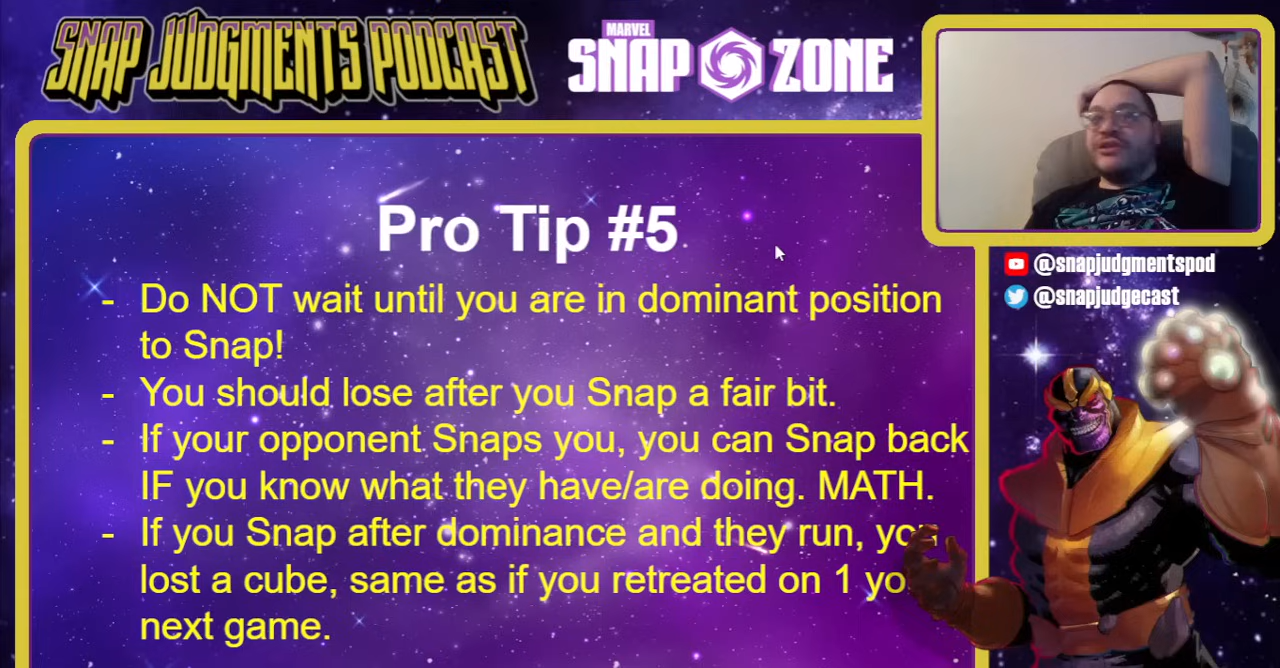 SNAP JUDGMENTS PODCAST
MARVEL
SNAP ZONE
Pro Tip #5
- Do NOT wait until you are in dominant position
to Snap!
- You should lose after you Snap a fair bit.
- If your opponent Snaps you, you can Snap back
IF you know what they have/are doing. MATH.
- If you Snap after dominance and they run, you
lost a cube, same as if you retreated on 1
next game.
@snapjudgmentspod
@snapjudgecast